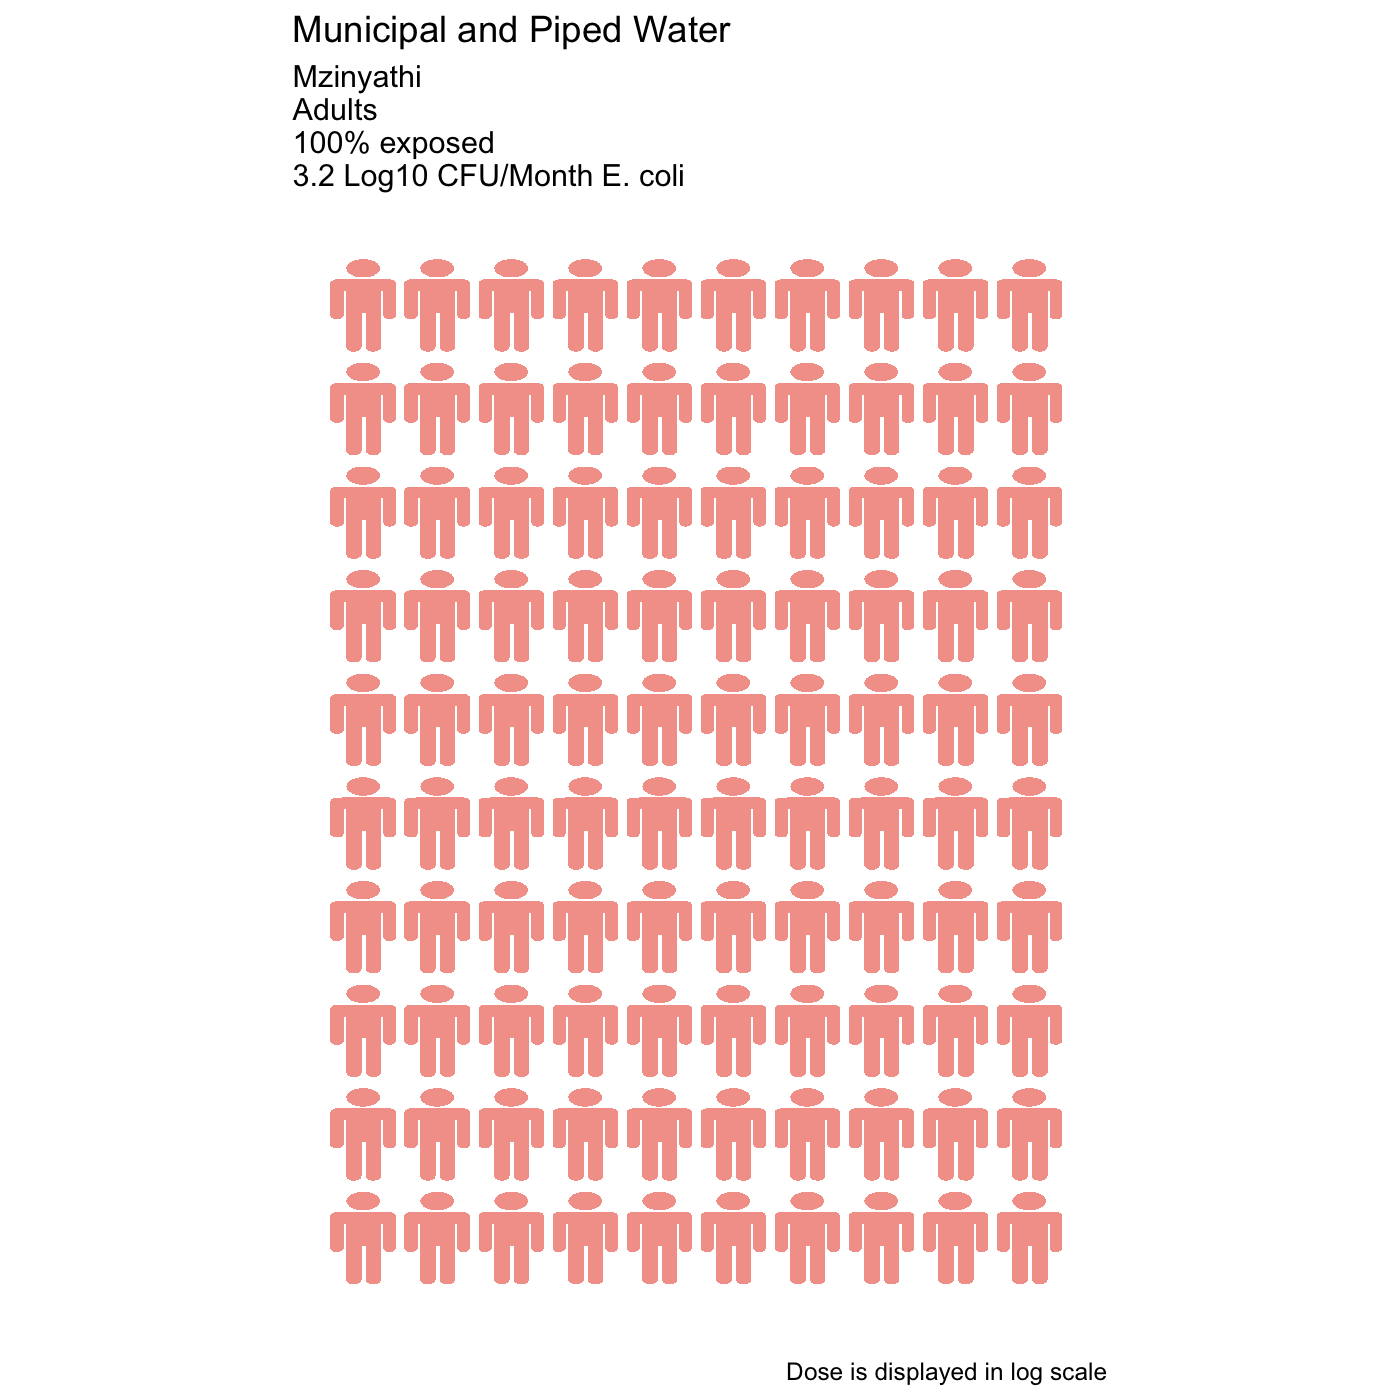 Municipal and Piped Water
Mzinyathi
Adults
100% exposed
3.2 Log10 CFU/Month E. coli
Dose is displayed in log scale